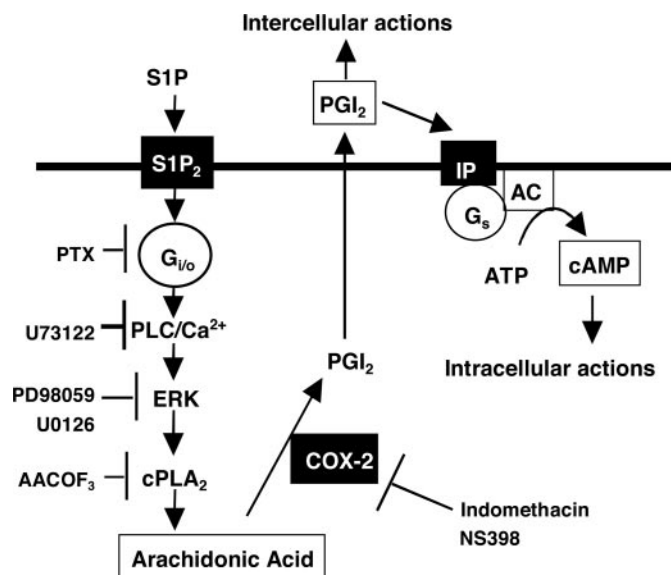 Intercellular actions
S1P
PGI₂
S1P₂
IP
AC
Gₛ
PTX
G_{i/o}
ATP
cAMP
U73122
PLC/Ca²⁺
PGI₂
Intracellular actions
PD98059
ERK
U0126
COX-2
AACOF₃
cPLA₂
Indomethacin
NS398
Arachidonic Acid